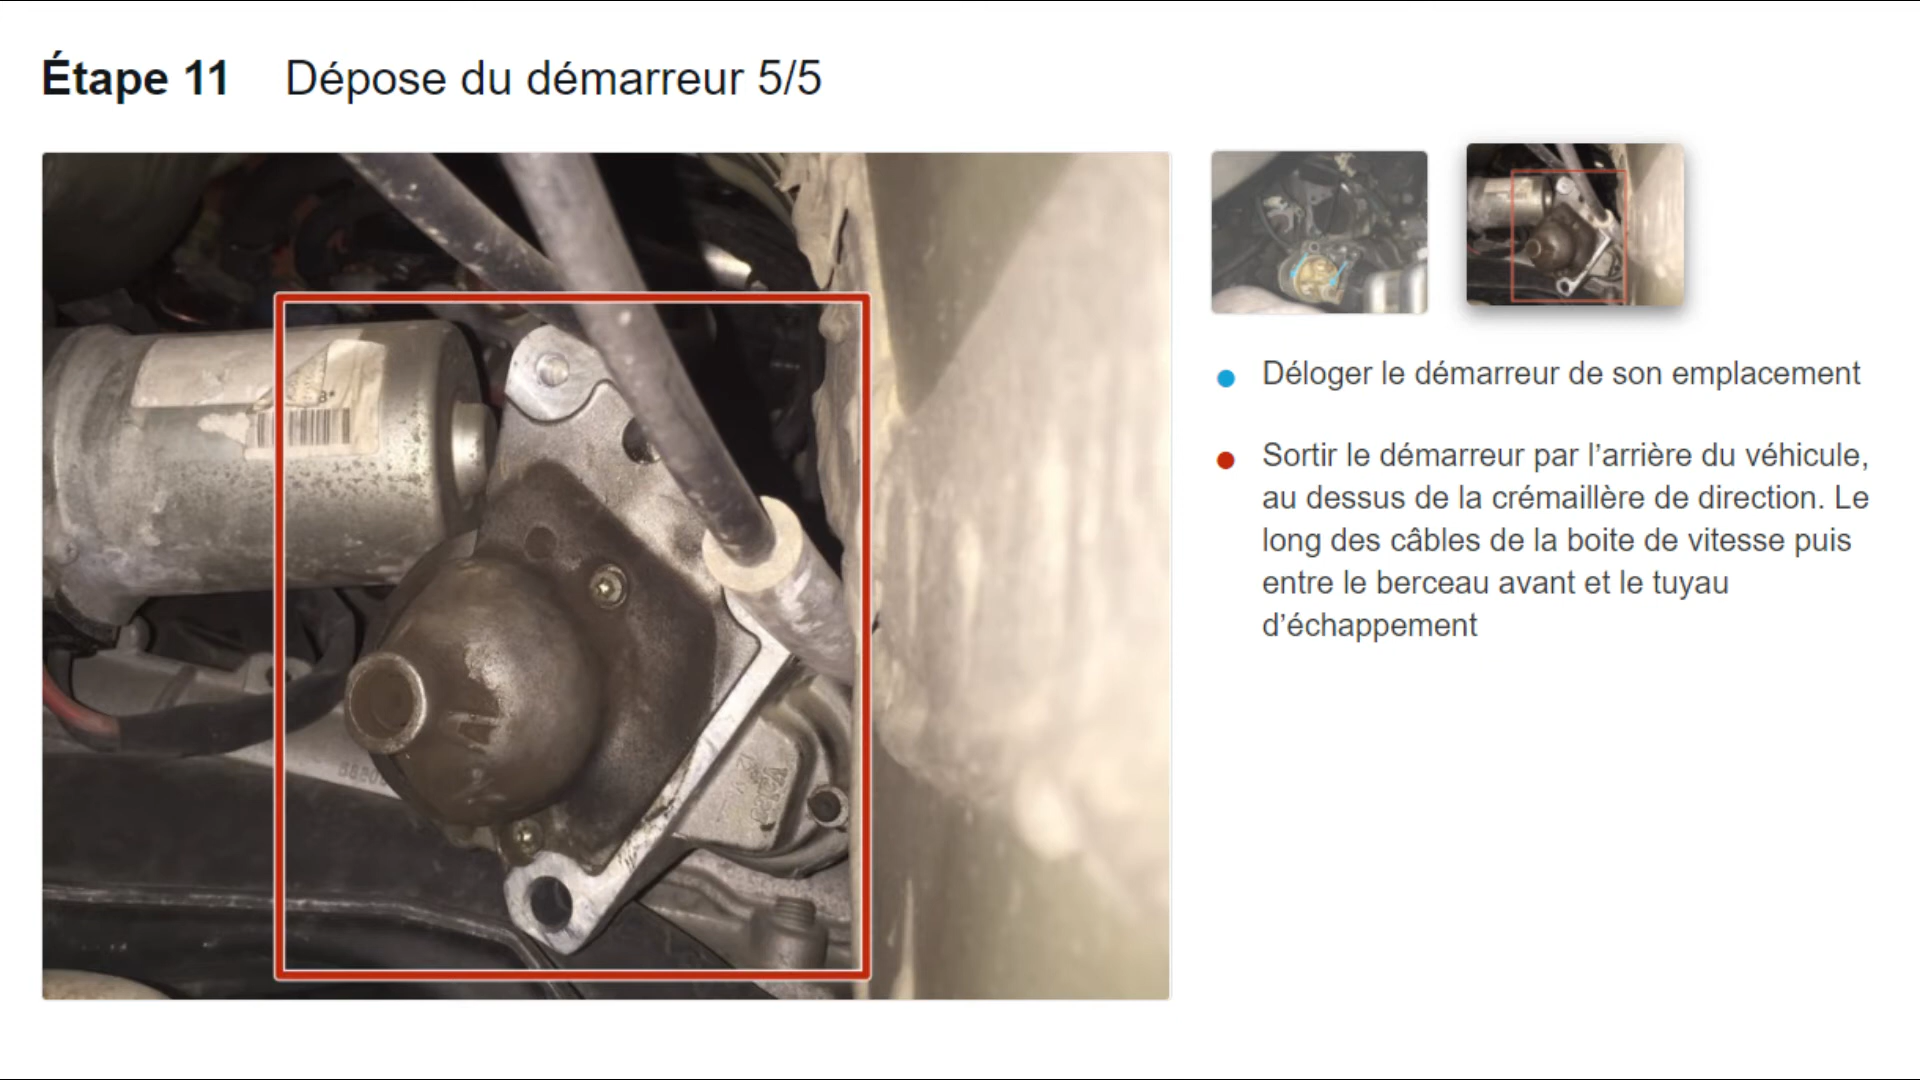 Étape 11 Dépose du démarreur 5/5
Déloger le démarreur de son emplacement
Sortir le démarreur par l’arrière du véhicule,
au dessus de la crémaillère de direction. Le
long des câbles de la boite de vitesse puis
entre le berceau avant et le tuyau
d’échappement